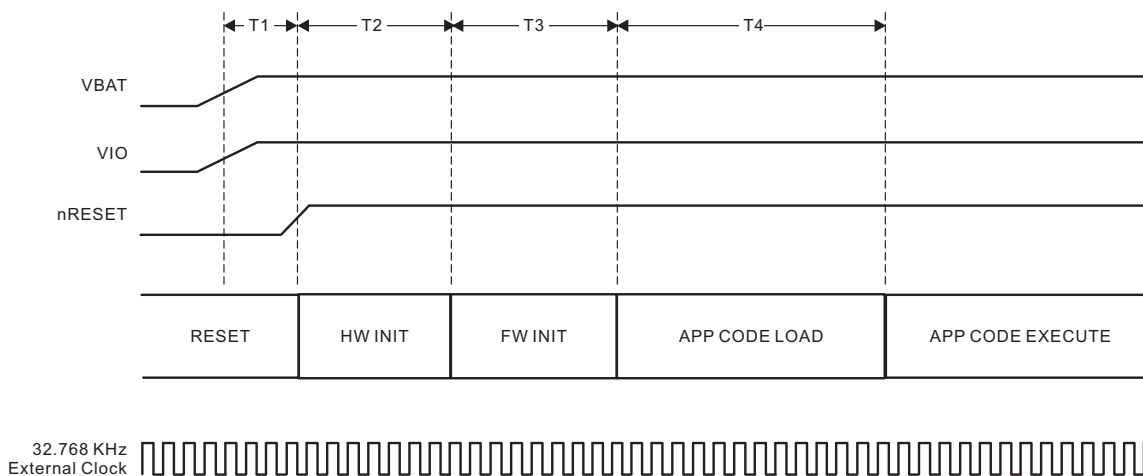 T1
T2
T3
T4
VBAT
VIO
nRESET
RESET
HW INIT
FW INIT
APP CODE LOAD
APP CODE EXECUTE
32.768 KHz
External Clock